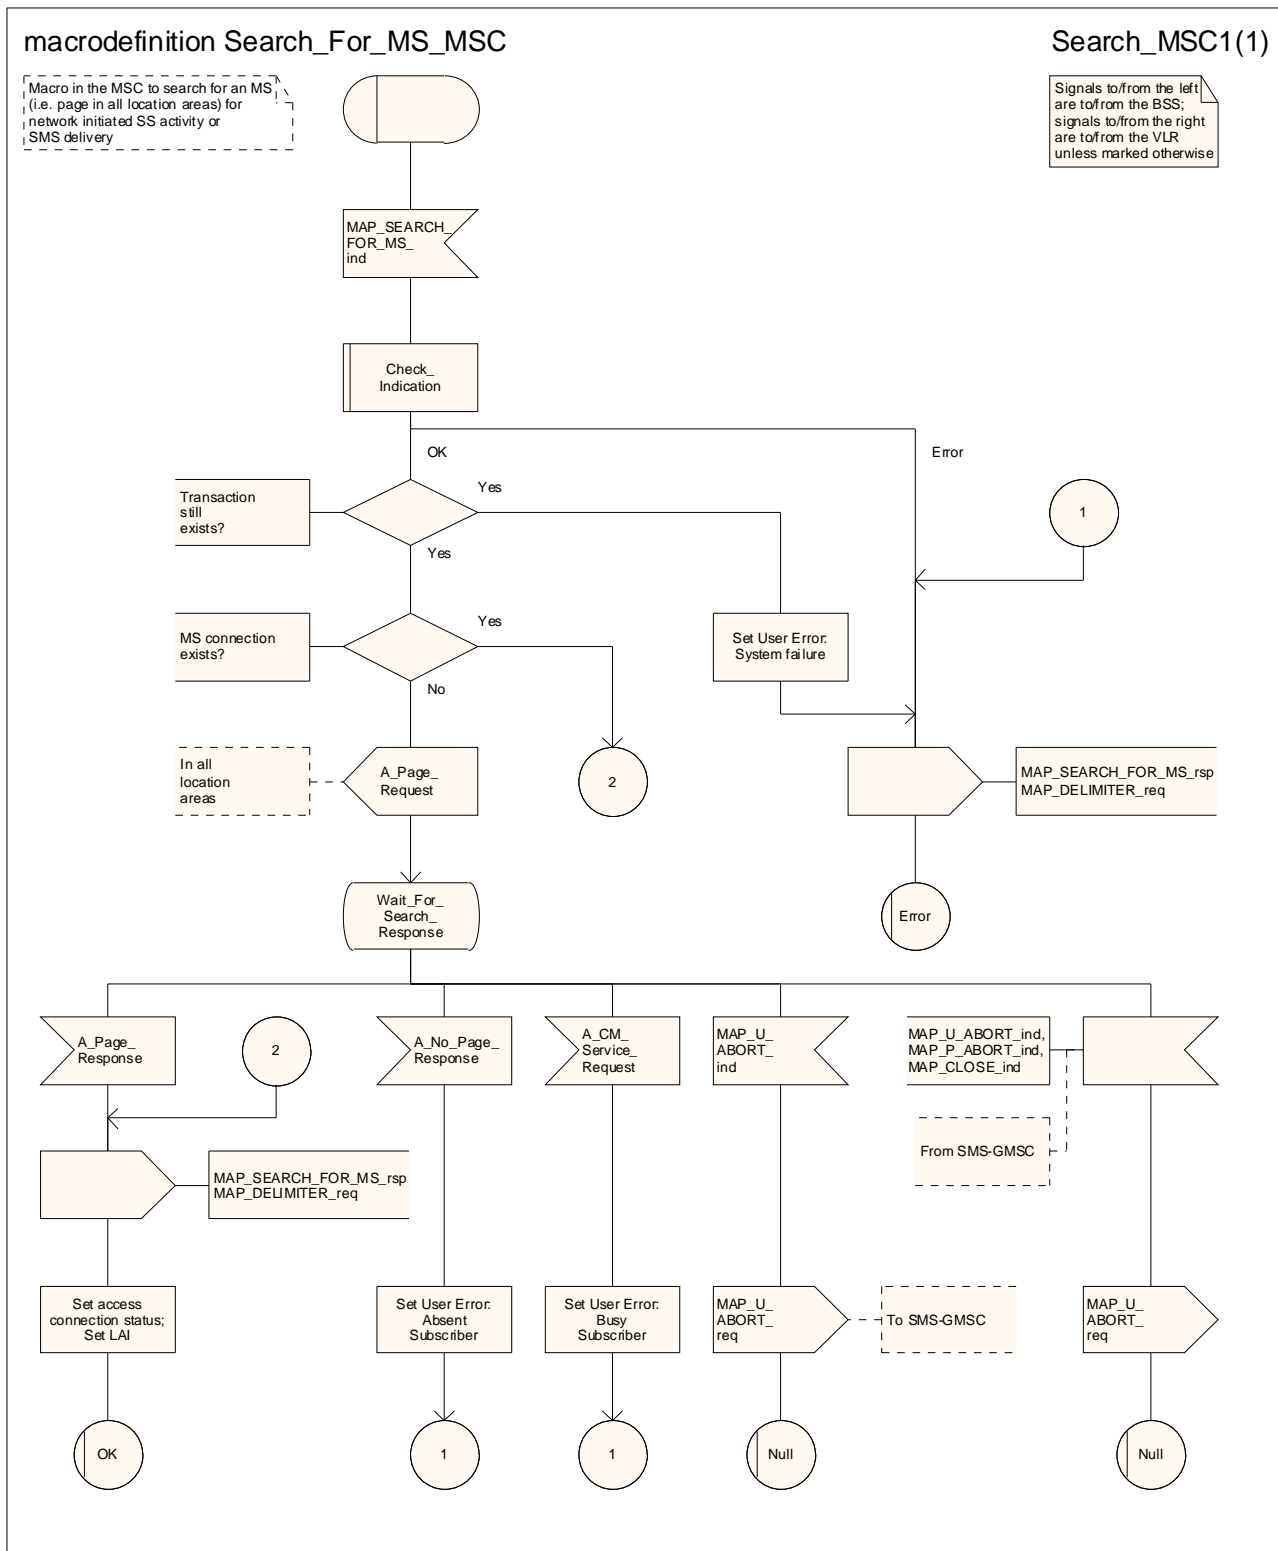 macrodefinition Search_For_MS_MSC
Search_MSC1(1)
Macro in the MSC to search for an MS
(i.e. page in all location areas) for
network initiated SS activity or
SMS delivery
Signals to/from the left
are to/from the BSS;
signals to/from the right
are to/from the VLR
unless marked otherwise
MAP_SEARCH_
FOR_MS_
ind
Check_
Indication
OK
Error
Transaction
still
exists?
Yes
Yes
1
MS connection
exists?
Yes
No
Set User Error:
System failure
In all
location
areas
A_Page_
Request
2
MAP_SEARCH_FOR_MS_rsp
MAP_DELIMITER_req
Wait_For_
Search_
Response
Error
A_Page_
Response
2
A_No_Page_
Response
A_CM_
Service_
Request
MAP_U_
ABORT_
ind
MAP_U_ABORT_ind,
MAP_P_ABORT_ind,
MAP_CLOSE_ind
From SMS-GMSC
MAP_SEARCH_FOR_MS_rsp
MAP_DELIMITER_req
Set access
connection status;
Set LAI
Set User Error:
Absent
Subscriber
Set User Error:
Busy
Subscriber
MAP_U_
ABORT_
req
To SMS-GMSC
MAP_U_
ABORT_
req
OK
1
1
Null
Null